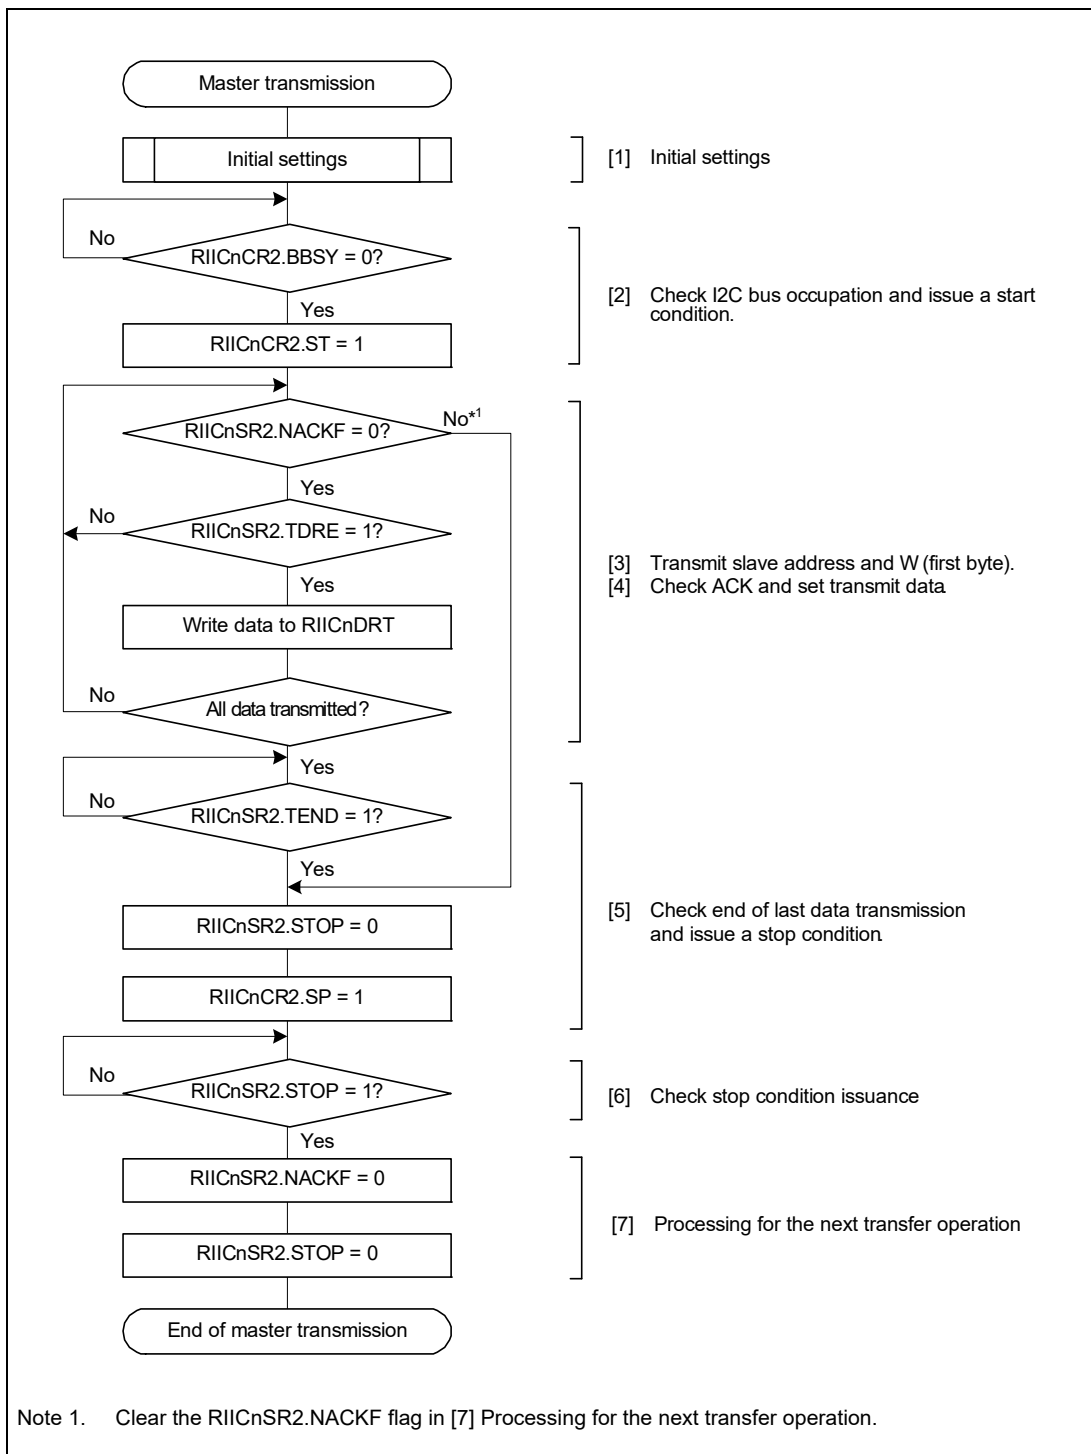 Master transmission
Initial settings
[1] Initial settings
No
RIICnCR2.BBSY = 0?
Yes
[2] Check I2C bus occupation and issue a start
condition.
RIICnCR2.ST = 1
RIICnSR2.NACKF = 0?
No*1
Yes
No
RIICnSR2.TDRE = 1?
Yes
[3] Transmit slave address and W (first byte).
[4] Check ACK and set transmit data.
Write data to RIICnDRT
No
All data transmitted?
Yes
No
RIICnSR2.TEND = 1?
Yes
RIICnSR2.STOP = 0
[5] Check end of last data transmission
and issue a stop condition.
RIICnCR2.SP = 1
No
RIICnSR2.STOP = 1?
[6] Check stop condition issuance
Yes
RIICnSR2.NACKF = 0
[7] Processing for the next transfer operation
RIICnSR2.STOP = 0
End of master transmission
Note 1. Clear the RIICnSR2.NACKF flag in [7] Processing for the next transfer operation.